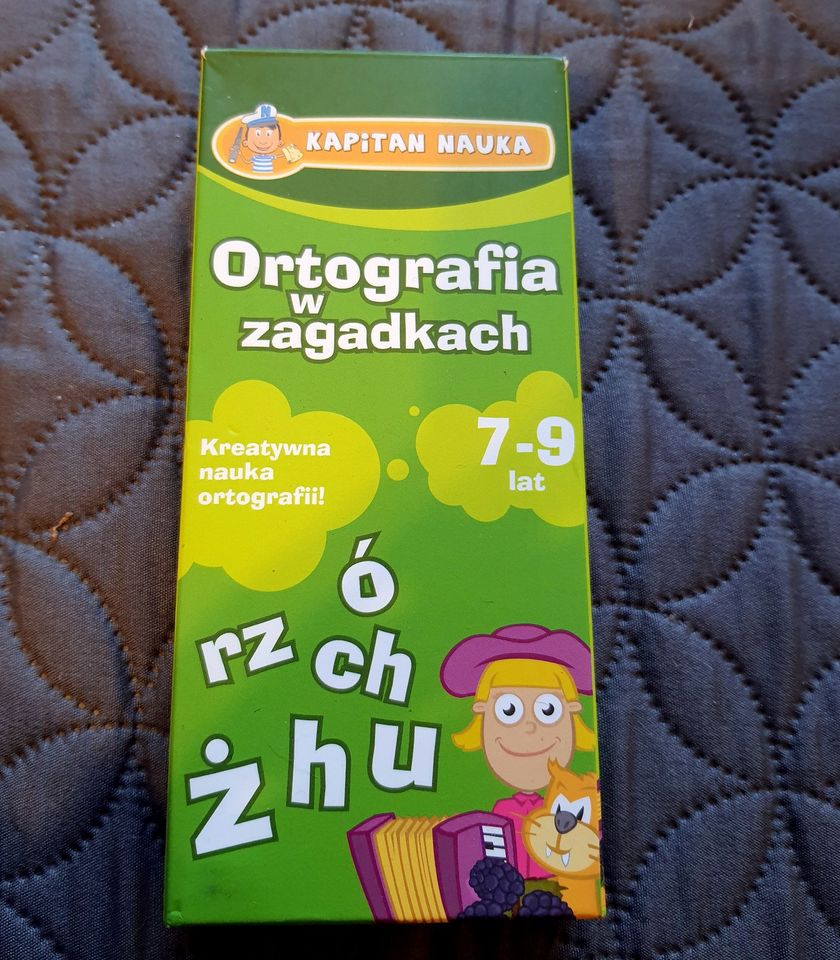 KAPiTAN NAUKA
Ortografia
w
zagadkach
Kreatywna
nauka
ortografii!
7-9
lat
ó
rz ch
ż h u